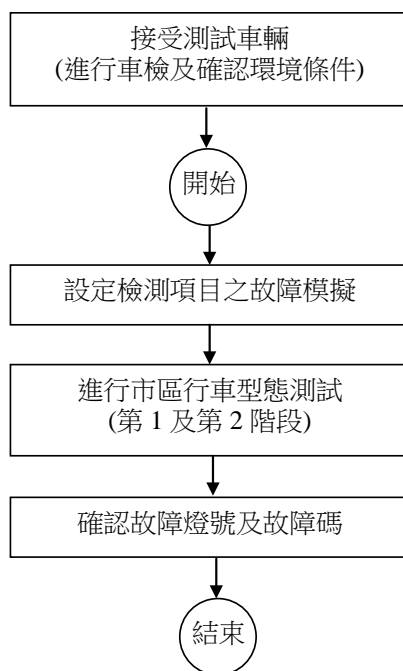 接受測試車輛
(進行車檢及確認環境條件)
開始
設定檢測項目之故障模擬
進行市區行車型態測試
(第 1 及第 2 階段)
確認故障燈號及故障碼
結束